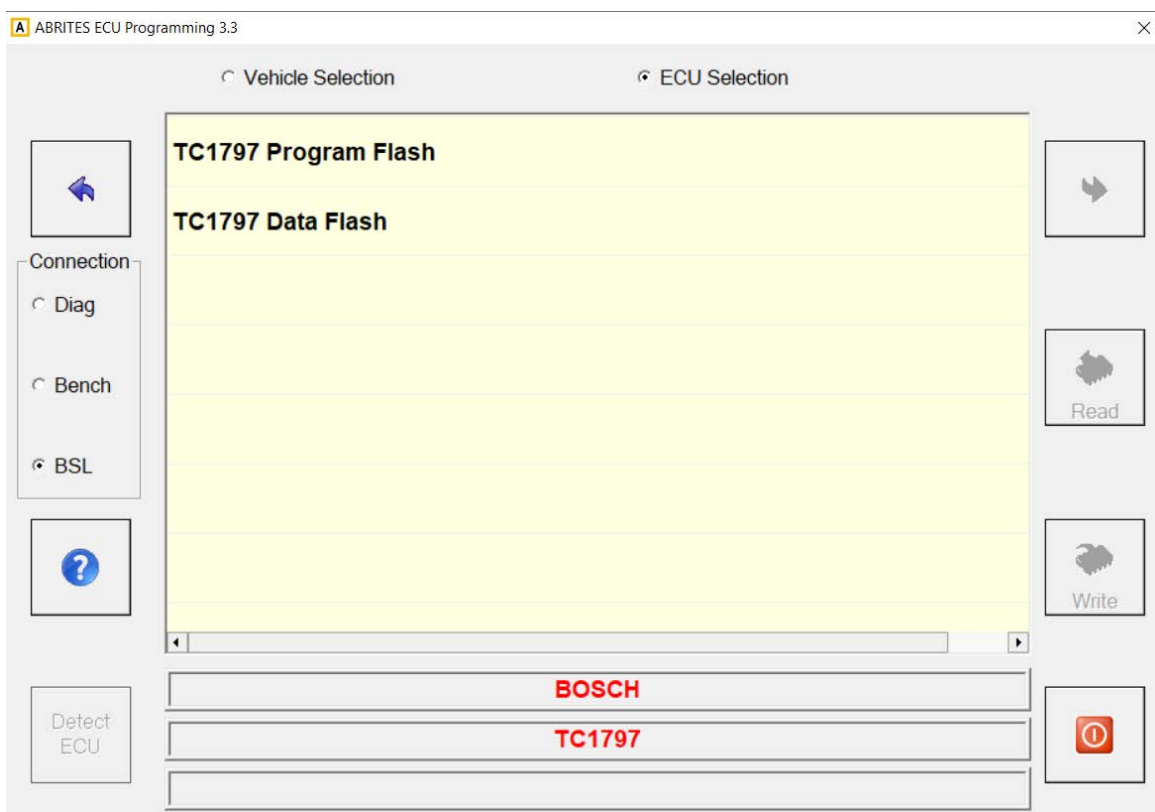 A ABRITES ECU Programming 3.3
Vehicle Selection
ECU Selection
TC1797 Program Flash
TC1797 Data Flash
Connection
Diag
Bench
BSL
?
Read
Write
Detect
ECU
BOSCH
TC1797